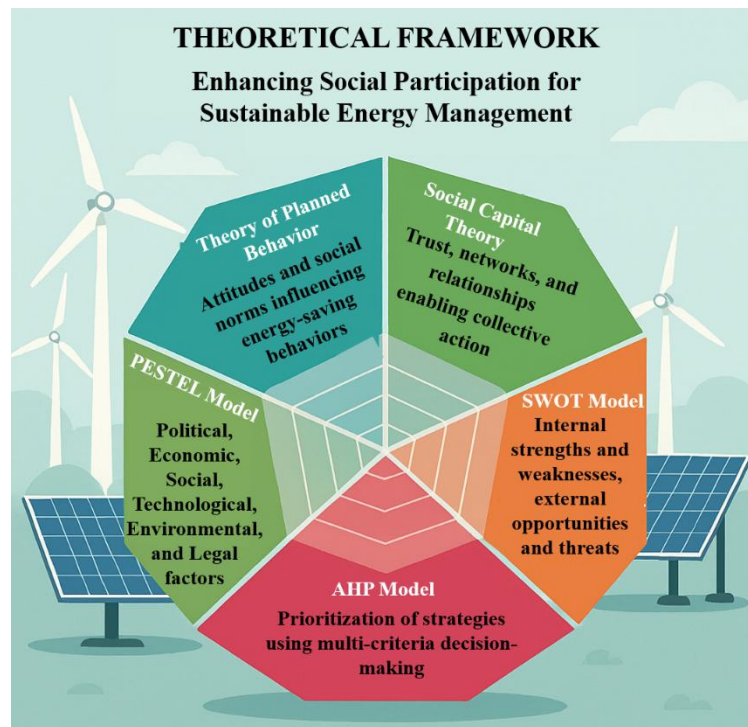 THEORETICAL FRAMEWORK
Enhancing Social Participation for
Sustainable Energy Management
Theory of Planned
Behavior
Attitudes and social
norms influencing
energy-saving
behaviors
Social Capital
Theory
Trust, networks, and
relationships
enabling collective
action
PESTEL Model
Political,
Economic,
Social,
Technological,
Environmental,
and Legal
factors
SWOT Model
Internal
strengths and
weaknesses,
external
opportunities
and threats
AHP Model
Prioritization of strategies
using multi-criteria decision-
making